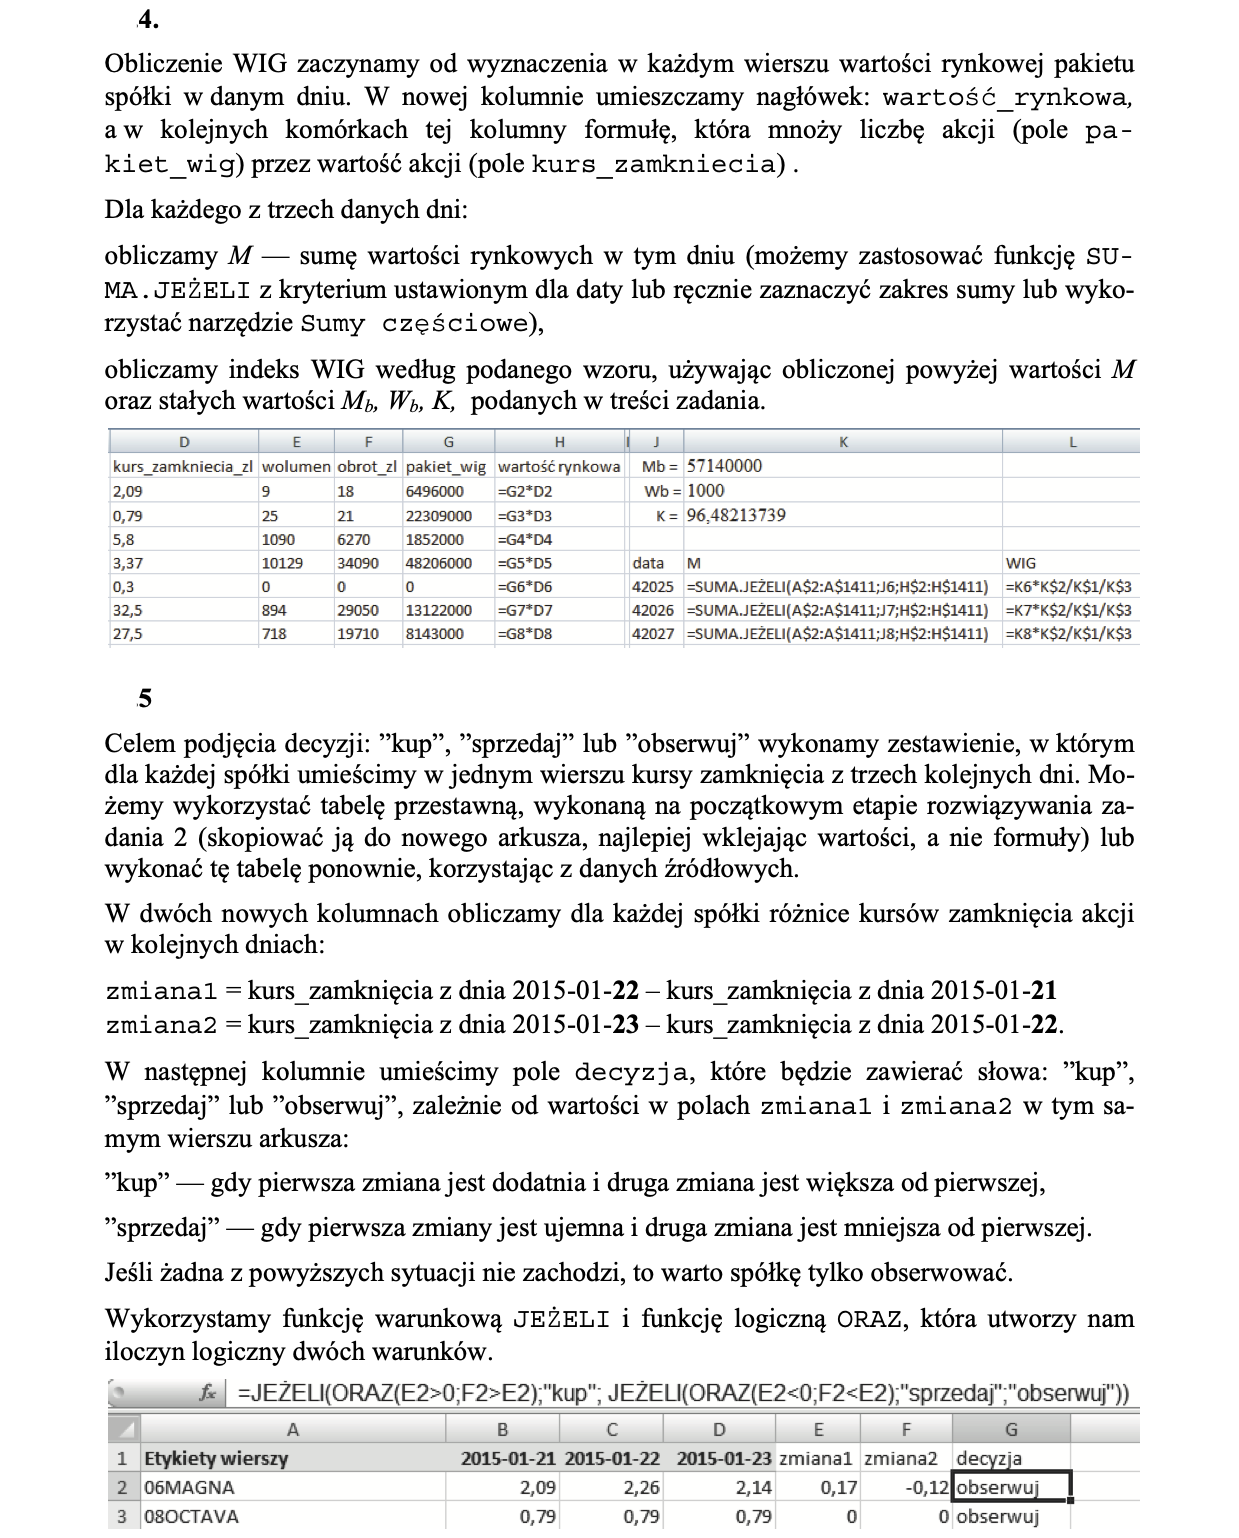 4.
Obliczenie WIG zaczynamy od wyznaczenia w każdym wierszu wartości rynkowej pakietu
spółki w danym dniu. W nowej kolumnie umieszczamy nagłówek: wartość_rynkowa,
a w kolejnych komórkach tej kolumny formułę, która mnoży liczbę akcji (pole pa-
kiet_wig) przez wartość akcji (pole kurs_zamkniecia).
Dla każdego z trzech danych dni:
obliczamy M — sumę wartości rynkowych w tym dniu (możemy zastosować funkcję SU-
MA.JEŻELI z kryterium ustawionym dla daty lub ręcznie zaznaczyć zakres sumy lub wyko-
rzystać narzędzie Sumy częściowe),
obliczamy indeks WIG według podanego wzoru, używając obliczonej powyżej wartości M
oraz stałych wartości Mb, Wb, K, podanych w treści zadania.
D E F G H I J K L
kurs_zamkniecia_zl wolumen obrot_zl pakiet_wig wartość rynkowa Mb = 57140000
2,09 9 18 6496000 =G2*D2 Wb = 1000
0,79 25 21 22309000 =G3*D3 K = 96,48213739
5,8 1090 6270 1852000 =G4*D4
3,37 10129 34090 48206000 =G5*D5 data M WIG
0,3 0 0 0 =G6*D6 42025 =SUMA.JEŻELI(A$2:A$1411;J6;H$2:H$1411) =K6*K$2/K$1/K$3
32,5 894 29050 13122000 =G7*D7 42026 =SUMA.JEŻELI(A$2:A$1411;J7;H$2:H$1411) =K7*K$2/K$1/K$3
27,5 718 19710 8143000 =G8*D8 42027 =SUMA.JEŻELI(A$2:A$1411;J8;H$2:H$1411) =K8*K$2/K$1/K$3
5
Celem podjęcia decyzji: ”kup”, ”sprzedaj” lub ”obserwuj” wykonamy zestawienie, w którym
dla każdej spółki umieścimy w jednym wierszu kursy zamknięcia z trzech kolejnych dni. Mo-
żemy wykorzystać tabelę przestawną, wykonaną na początkowym etapie rozwiązywania za-
dania 2 (skopiować ją do nowego arkusza, najlepiej wklejając wartości, a nie formuły) lub
wykonać tę tabelę ponownie, korzystając z danych źródłowych.
W dwóch nowych kolumnach obliczamy dla każdej spółki różnice kursów zamknięcia akcji
w kolejnych dniach:
zmiana1 = kurs_zamknięcia z dnia 2015-01-22 – kurs_zamknięcia z dnia 2015-01-21
zmiana2 = kurs_zamknięcia z dnia 2015-01-23 – kurs_zamknięcia z dnia 2015-01-22.
W następnej kolumnie umieścimy pole decyzja, które będzie zawierać słowa: ”kup”,
”sprzedaj” lub ”obserwuj”, zależnie od wartości w polach zmiana1 i zmiana2 w tym sa-
mym wierszu arkusza:
”kup” — gdy pierwsza zmiana jest dodatnia i druga zmiana jest większa od pierwszej,
”sprzedaj” — gdy pierwsza zmiany jest ujemna i druga zmiana jest mniejsza od pierwszej.
Jeśli żadna z powyższych sytuacji nie zachodzi, to warto spółkę tylko obserwować.
Wykorzystamy funkcję warunkową JEŻELI i funkcję logiczną ORAZ, która utworzy nam
iloczyn logiczny dwóch warunków.
fx =JEŻELI(ORAZ(E2>0;F2>E2);"kup"; JEŻELI(ORAZ(E2<0;F2<E2);"sprzedaj";"obserwuj"))
A B C D E F G
1 Etykiety wierszy 2015-01-21 2015-01-22 2015-01-23 zmiana1 zmiana2 decyzja
2 06MAGNA 2,09 2,26 2,14 0,17 -0,12 obserwuj
3 08OCTAVA 0,79 0,79 0,79 0 0 obserwuj